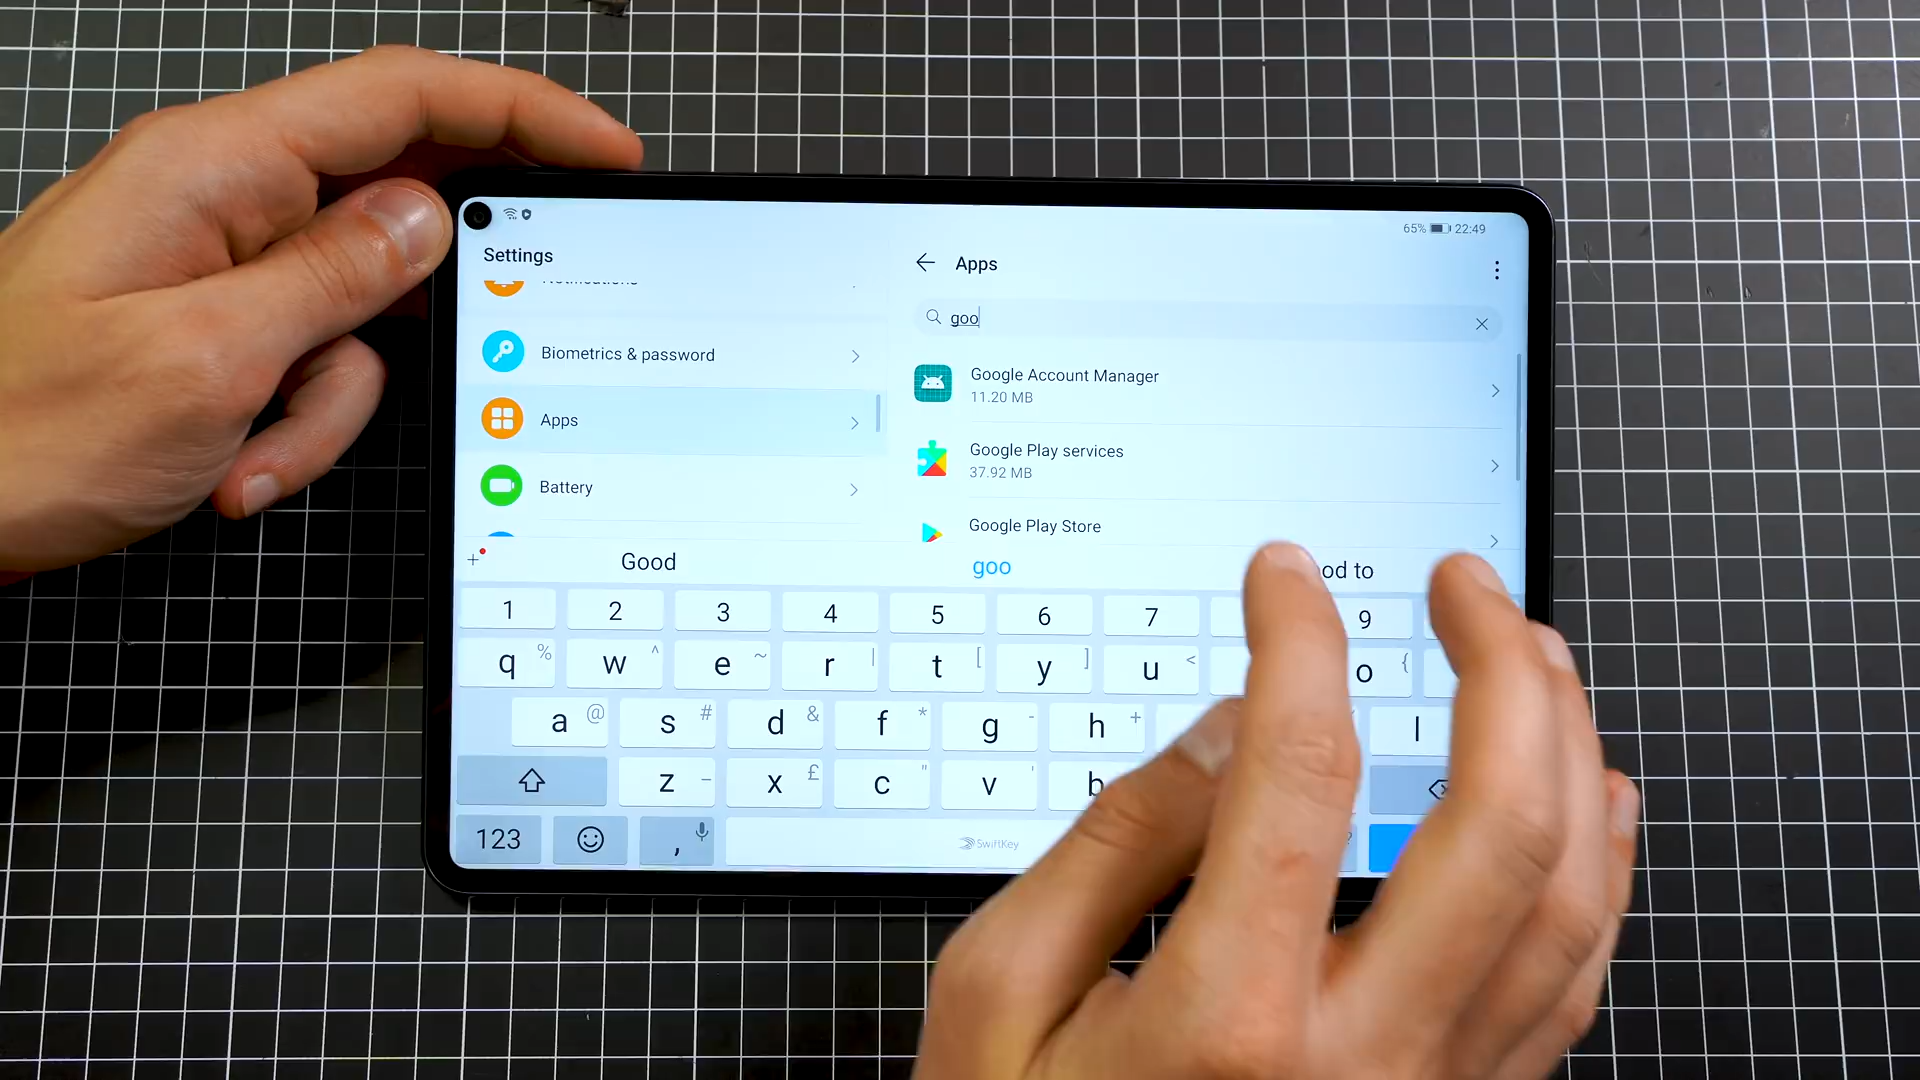 65% 22:49
Settings
Notifications
Biometrics & password
Apps
Battery
Apps
goo
Google Account Manager
11.20 MB
Google Play services
37.92 MB
Google Play Store
+ Good goo od to
1 2 3 4 5 6 7 9
q % w ^ e ~ r | t [ y ] u < o {
a @ s # d & f * g - h + l
z – x £ c " v ' b
123 , SwiftKey ?